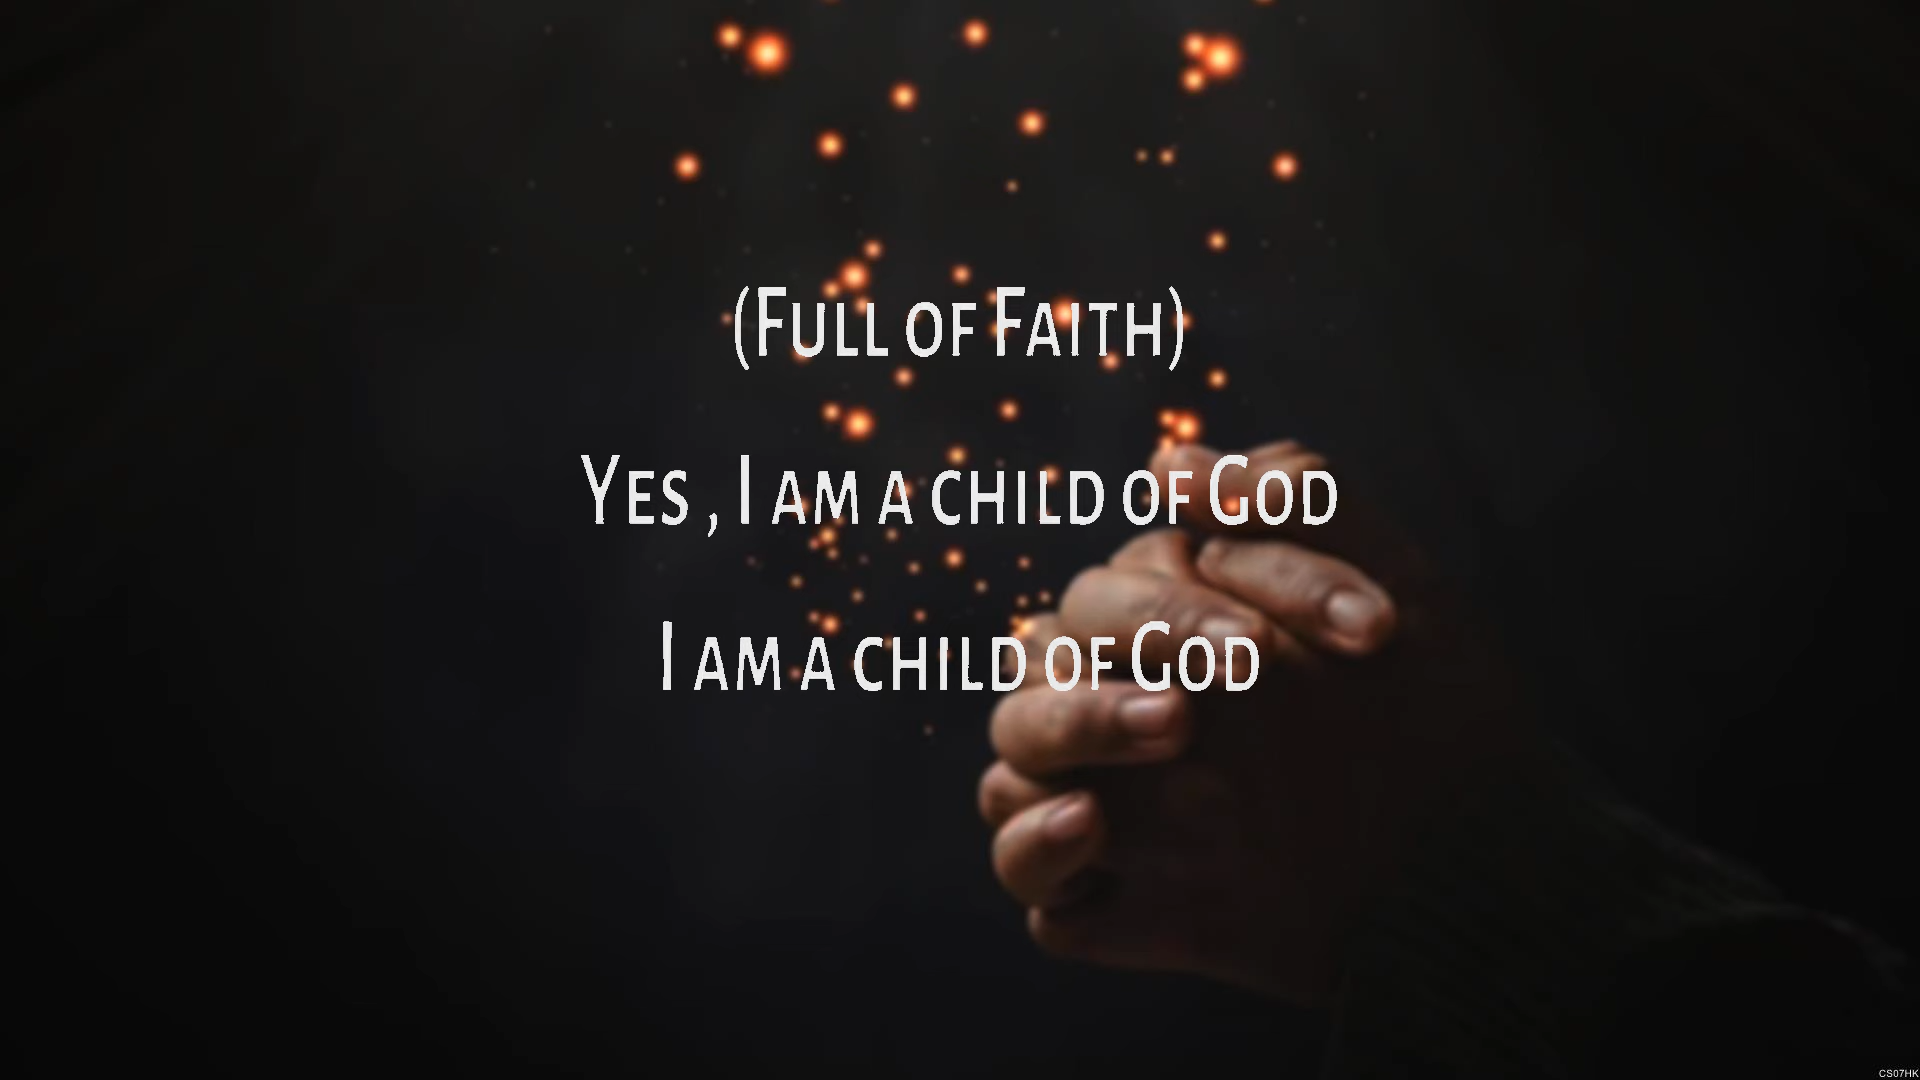 (Full of Faith)
Yes , I am a child of God
I am a child of God
CS07HK